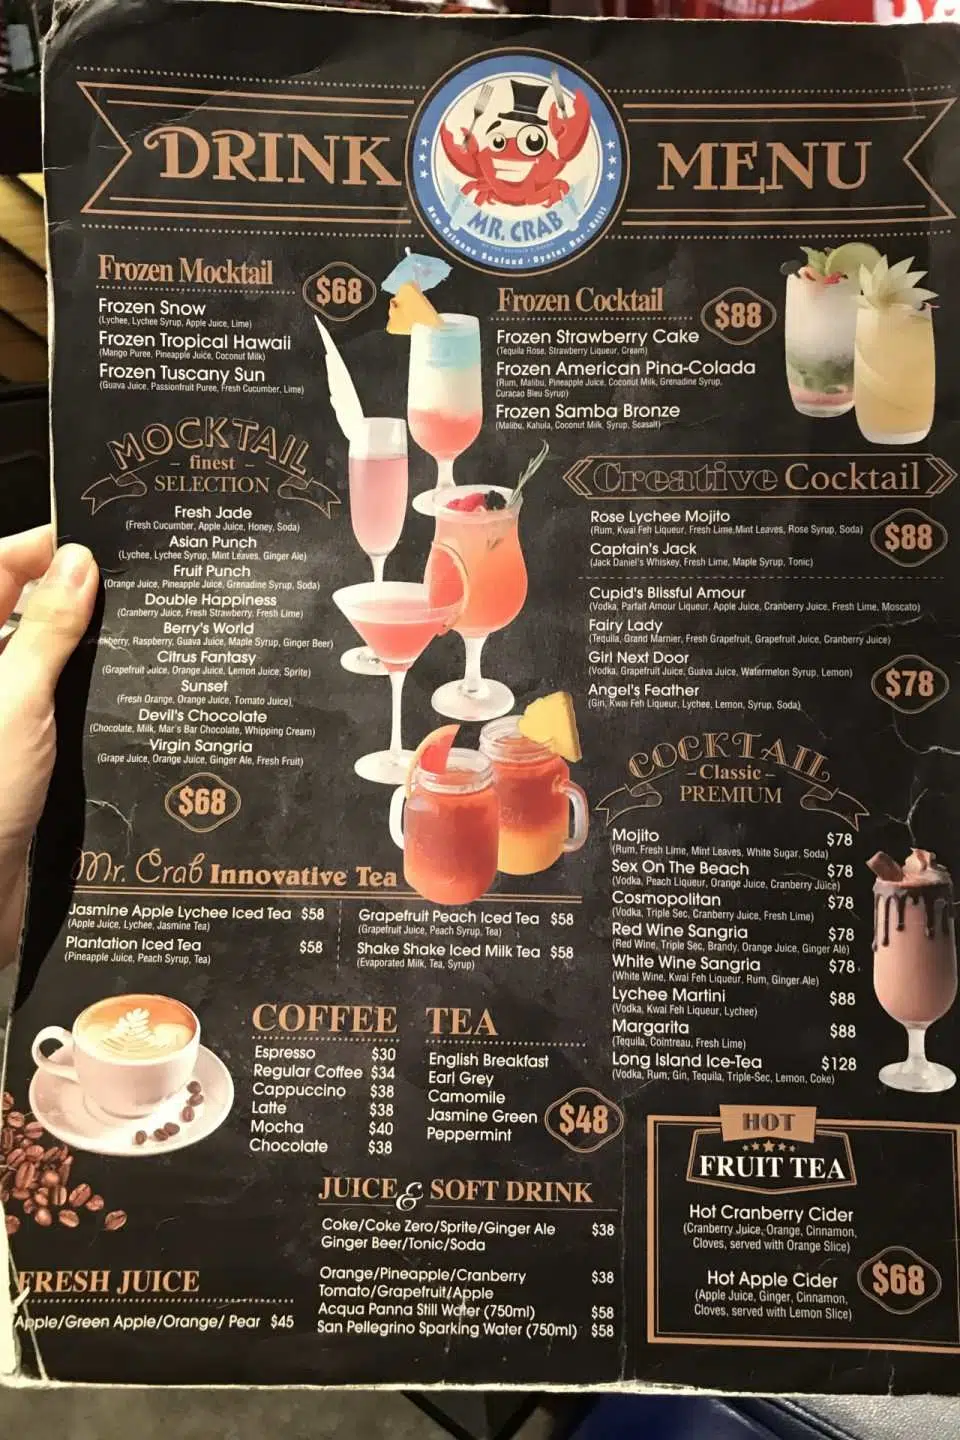 DRINK MENU
MR. CRAB
New Orleans Seafood · Oyster Bar · Grill
Frozen Mocktail
$68
Frozen Snow
(Lychee, Lychee Syrup, Apple Juice, Lime)
Frozen Tropical Hawaii
(Mango Puree, Pineapple Juice, Coconut Milk)
Frozen Tuscany Sun
(Guava Juice, Passionfruit Puree, Fresh Cucumber, Lime)
MOCKTAIL
– finest –
SELECTION
Fresh Jade
(Fresh Cucumber, Apple Juice, Honey, Soda)
Asian Punch
(Lychee, Lychee Syrup, Mint Leaves, Ginger Ale)
Fruit Punch
(Orange Juice, Pineapple Juice, Grenadine Syrup, Soda)
Double Happiness
(Cranberry Juice, Fresh Strawberry, Fresh Lime)
Berry's World
Raspberry, Guava Juice, Maple Syrup, Ginger Beer)
Citrus Fantasy
(Grapefruit Juice, Orange Juice, Lemon Juice, Sprite)
Sunset
(Fresh Orange, Orange Juice, Tomato Juice)
Devil's Chocolate
(Chocolate, Milk, Mar's Bar Chocolate, Whipping Cream)
Virgin Sangria
(Grape Juice, Orange Juice, Ginger Ale, Fresh Fruit)
$68
Frozen Cocktail
$88
Frozen Strawberry Cake
(Tequila Rose, Strawberry Liqueur, Cream)
Frozen American Pina-Colada
(Rum, Malibu, Pineapple Juice, Coconut Milk, Grenadine Syrup,
Curacao Bleu Syrup)
Frozen Samba Bronze
(Malibu, Kahula, Coconut Milk, Syrup, Seasalt)
Creative Cocktail
Rose Lychee Mojito
(Rum, Kwai Feh Liqueur, Fresh Lime,Mint Leaves, Rose Syrup, Soda)
$88
Captain's Jack
(Jack Daniel's Whiskey, Fresh Lime, Maple Syrup, Tonic)
Cupid's Blissful Amour
(Vodka, Parfait Amour Liqueur, Apple Juice, Cranberry Juice, Fresh Lime, Moscato)
Fairy Lady
(Tequila, Grand Marnier, Fresh Grapefruit, Grapefruit Juice, Cranberry Juice)
Girl Next Door
(Vodka, Grapefruit Juice, Guava Juice, Watermelon Syrup, Lemon)
$78
Angel's Feather
(Gin, Kwai Feh Liqueur, Lychee, Lemon, Syrup, Soda)
COCKTAIL
– Classic –
PREMIUM
Mojito $78
(Rum, Fresh Lime, Mint Leaves, White Sugar, Soda)
Sex On The Beach $78
(Vodka, Peach Liqueur, Orange Juice, Cranberry Juice)
Cosmopolitan $78
(Vodka, Triple Sec, Cranberry Juice, Fresh Lime)
Red Wine Sangria $78
(Red Wine, Triple Sec, Brandy, Orange Juice, Ginger Ale)
White Wine Sangria $78
(White Wine, Kwai Feh Liqueur, Rum, Ginger Ale)
Lychee Martini $88
(Vodka, Kwai Feh Liqueur, Lychee)
Margarita $88
(Tequila, Cointreau, Fresh Lime)
Long Island Ice-Tea $128
(Vodka, Rum, Gin, Tequila, Triple-Sec, Lemon, Coke)
Mr. Crab Innovative Tea
Jasmine Apple Lychee Iced Tea $58
(Apple Juice, Lychee, Jasmine Tea)
Plantation Iced Tea $58
(Pineapple Juice, Peach Syrup, Tea)
Grapefruit Peach Iced Tea $58
(Grapefruit Juice, Peach Syrup, Tea)
Shake Shake Iced Milk Tea $58
(Evaporated Milk, Tea, Syrup)
COFFEE
Espresso $30
Regular Coffee $34
Cappuccino $38
Latte $38
Mocha $40
Chocolate $38
TEA
English Breakfast
Earl Grey
Camomile
Jasmine Green
Peppermint
$48
HOT
FRUIT TEA
Hot Cranberry Cider
(Cranberry Juice, Orange, Cinnamon,
Cloves, served with Orange Slice)
Hot Apple Cider
(Apple Juice, Ginger, Cinnamon,
Cloves, served with Lemon Slice)
$68
JUICE & SOFT DRINK
Coke/Coke Zero/Sprite/Ginger Ale $38
Ginger Beer/Tonic/Soda
Orange/Pineapple/Cranberry $38
Tomato/Grapefruit/Apple
Acqua Panna Still Water (750ml) $58
San Pellegrino Sparking Water (750ml) $58
FRESH JUICE
Apple/Green Apple/Orange/ Pear $45